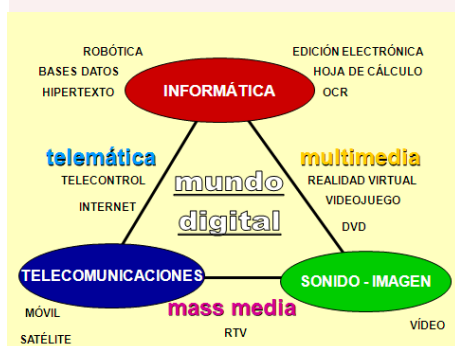 ROBÓTICA
EDICIÓN ELECTRÓNICA
BASES DATOS
HOJA DE CÁLCULO
HIPERTEXTO
INFORMÁTICA
OCR
telemática
multimedia
TELECONTROL
mundo
REALIDAD VIRTUAL
INTERNET
VIDEOJUEGO
digital
DVD
TELECOMUNICACIONES
SONIDO - IMAGEN
mass media
MÓVIL
VÍDEO
RTV
SATÉLITE